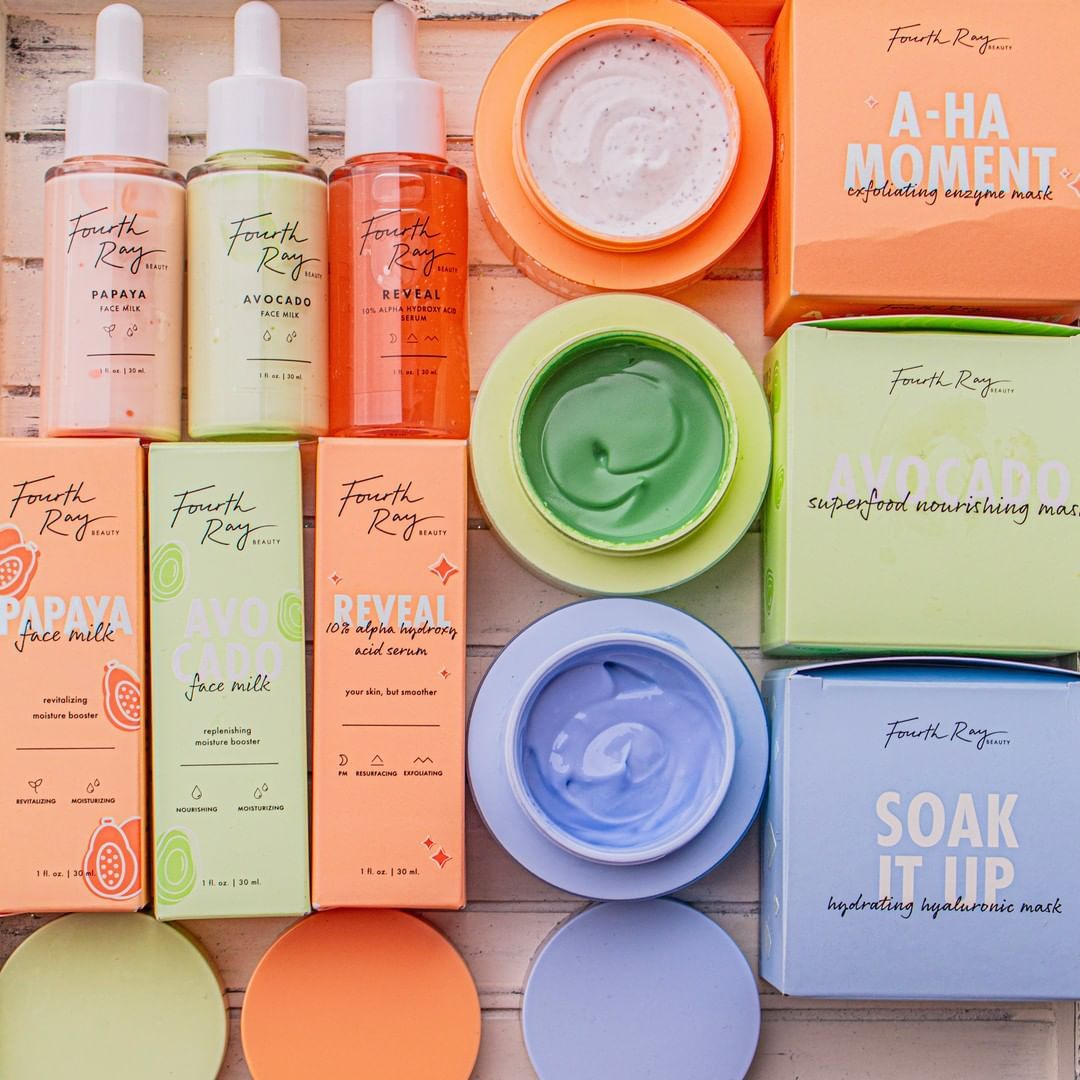 Fourth
Ray
BEAUTY
PAPAYA
FACE MILK
1 fl. oz. | 30 ml.
Fourth
Ray
BEAUTY
AVOCADO
FACE MILK
1 fl. oz. | 30 ml.
Fourth
Ray
BEAUTY
REVEAL
10% ALPHA HYDROXY ACID
SERUM
1 fl. oz. | 30 ml.
Fourth Ray BEAUTY
A-HA
MOMENT
exfoliating enzyme mask
Fourth Ray BEAUTY
AVOCADO
superfood nourishing mask
Fourth Ray BEAUTY
SOAK
IT UP
hydrating hyaluronic mask
Fourth
Ray
BEAUTY
PAPAYA
face milk
revitalizing
moisture booster
REVITALIZING MOISTURIZING
1 fl. oz. | 30 ml.
Fourth
Ray
BEAUTY
AVO
CADO
face milk
replenishing
moisture booster
NOURISHING MOISTURIZING
1 fl. oz. | 30 ml.
Fourth
Ray
BEAUTY
REVEAL
10% alpha hydroxy
acid serum
your skin, but smoother
PM RESURFACING EXFOLIATING
1 fl. oz. | 30 ml.